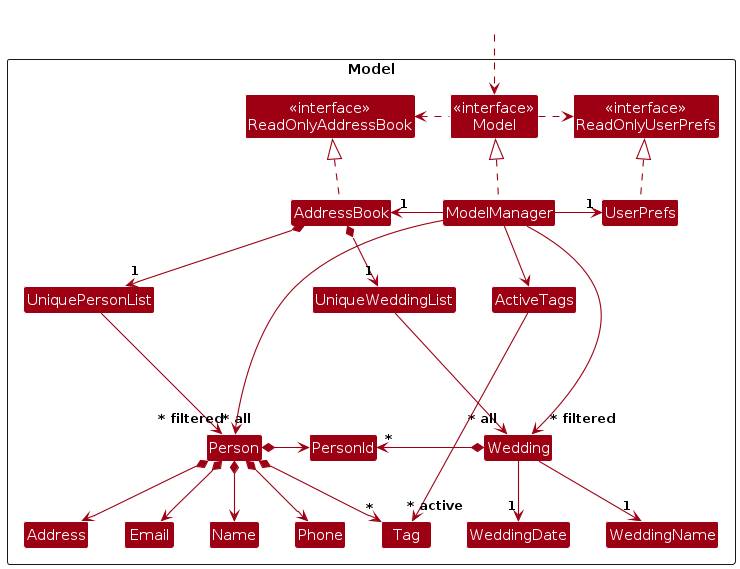 Model
«interface»
ReadOnlyAddressBook
«interface»
Model
«interface»
ReadOnlyUserPrefs
AddressBook
1
ModelManager
1
UserPrefs
1
1
UniquePersonList
UniqueWeddingList
ActiveTags
* filtered
* all
* all
* filtered
Person
PersonId
*
Wedding
*
* active
1
1
Address
Email
Name
Phone
Tag
WeddingDate
WeddingName